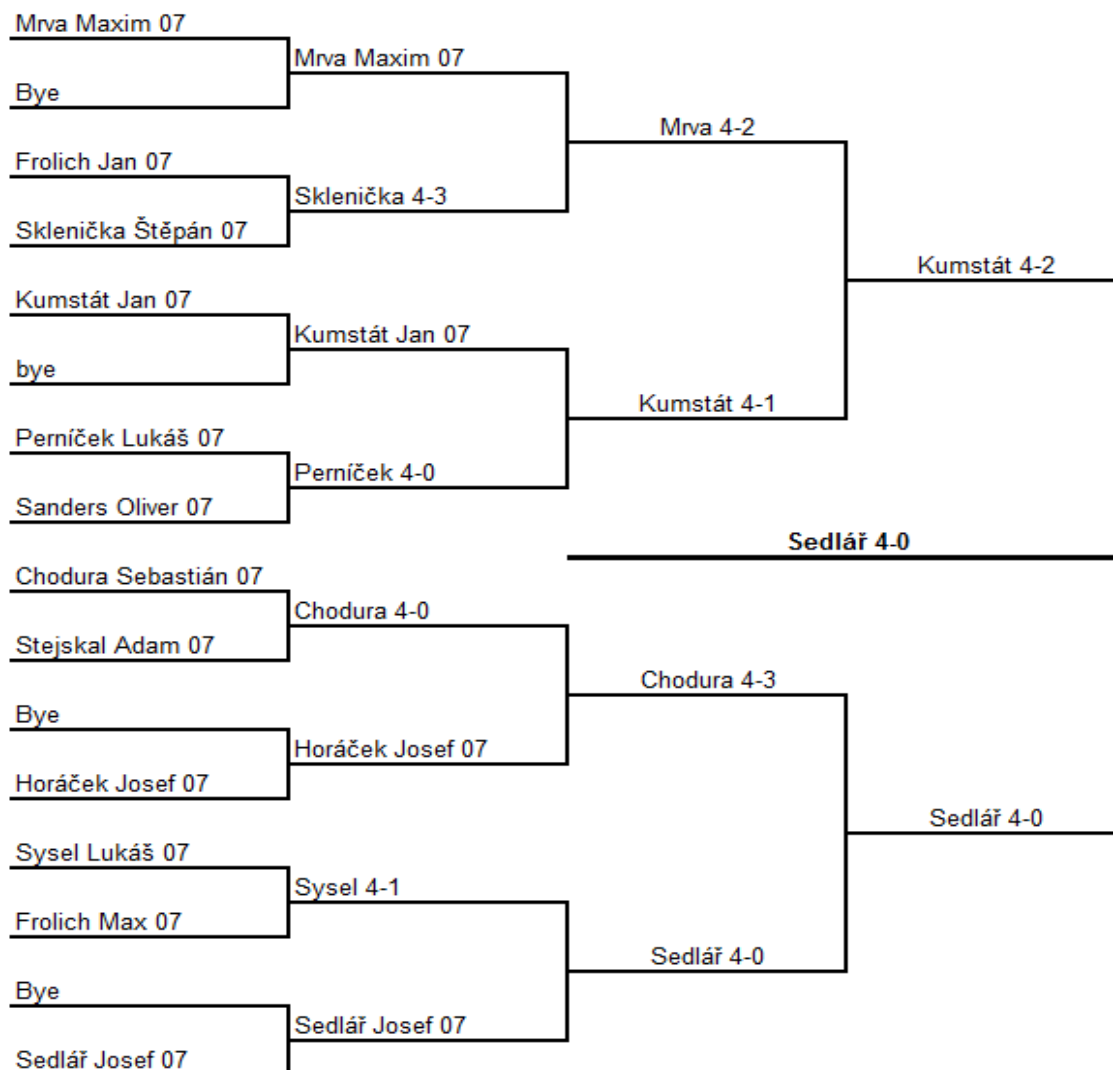 Mrva Maxim 07
Mrva Maxim 07
Bye
Mrva 4-2
Frolich Jan 07
Sklenička 4-3
Sklenička Štěpán 07
Kumstát 4-2
Kumstát Jan 07
Kumstát Jan 07
bye
Kumstát 4-1
Perníček Lukáš 07
Perníček 4-0
Sanders Oliver 07
Sedlář 4-0
Chodura Sebastián 07
Chodura 4-0
Stejskal Adam 07
Chodura 4-3
Bye
Horáček Josef 07
Horáček Josef 07
Sedlář 4-0
Sysel Lukáš 07
Sysel 4-1
Frolich Max 07
Sedlář 4-0
Bye
Sedlář Josef 07
Sedlář Josef 07